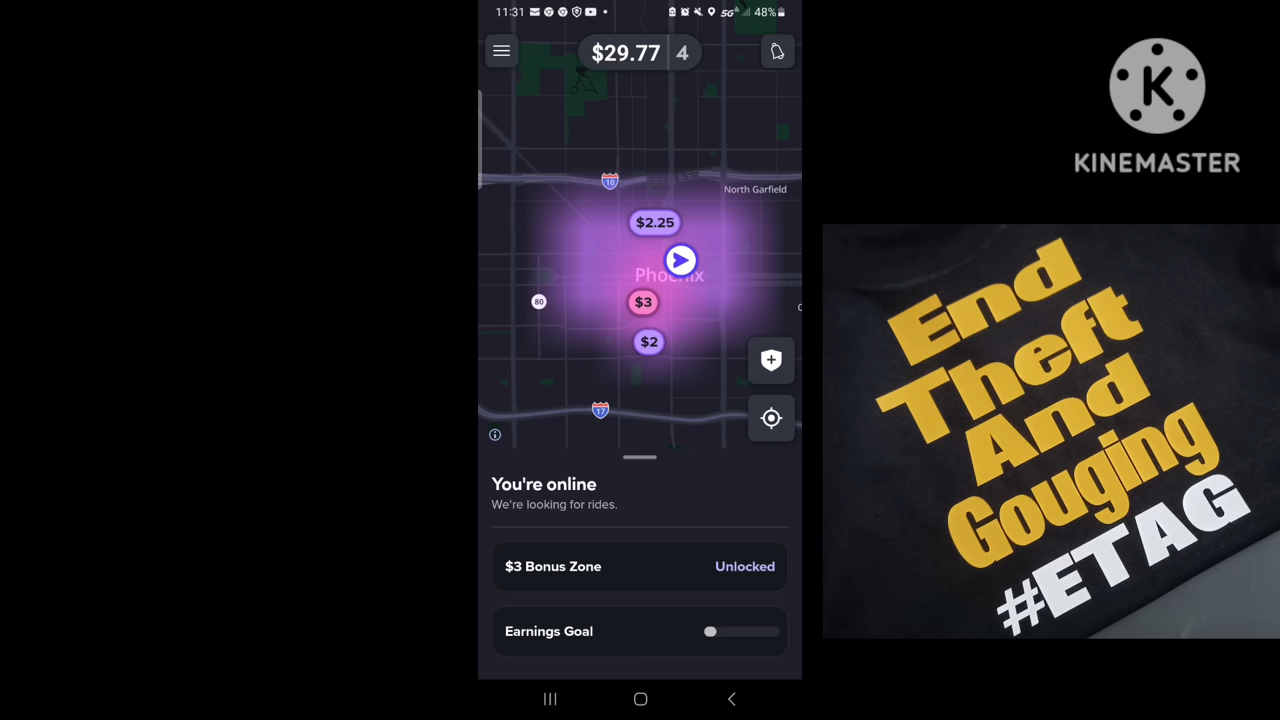 11:31
5G
48%
$29.77
4
10
North Garfield
$2.25
Phoenix
80
$3
$2
17
You're online
We're looking for rides.
$3 Bonus Zone
Unlocked
Earnings Goal
K
KINEMASTER
End
Theft
And
Gouging
#ETAG